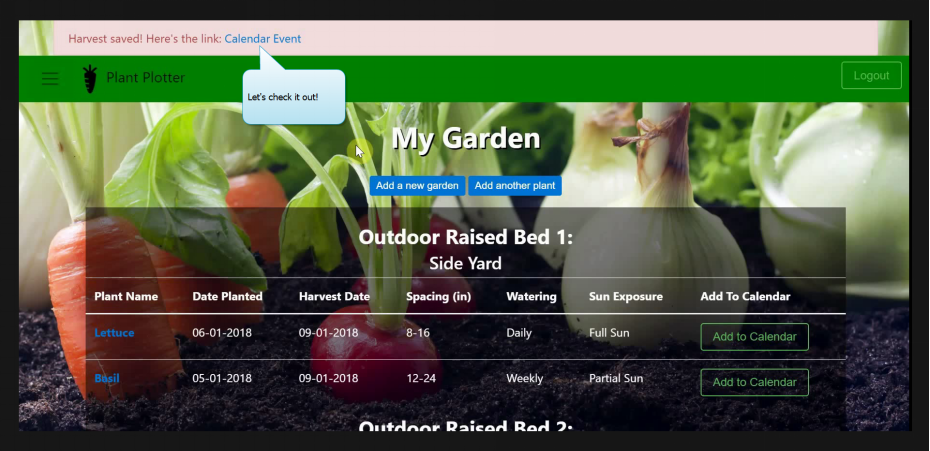 Harvest saved! Here's the link: Calendar Event
Plant Plotter
Logout
Let's check it out!
My Garden
Add a new garden Add another plant
Outdoor Raised Bed 1:
Side Yard
Plant Name Date Planted Harvest Date Spacing (in) Watering Sun Exposure Add To Calendar
Lettuce 06-01-2018 09-01-2018 8-16 Daily Full Sun Add to Calendar
Basil 05-01-2018 09-01-2018 12-24 Weekly Partial Sun Add to Calendar
Outdoor Raised Bed 2: